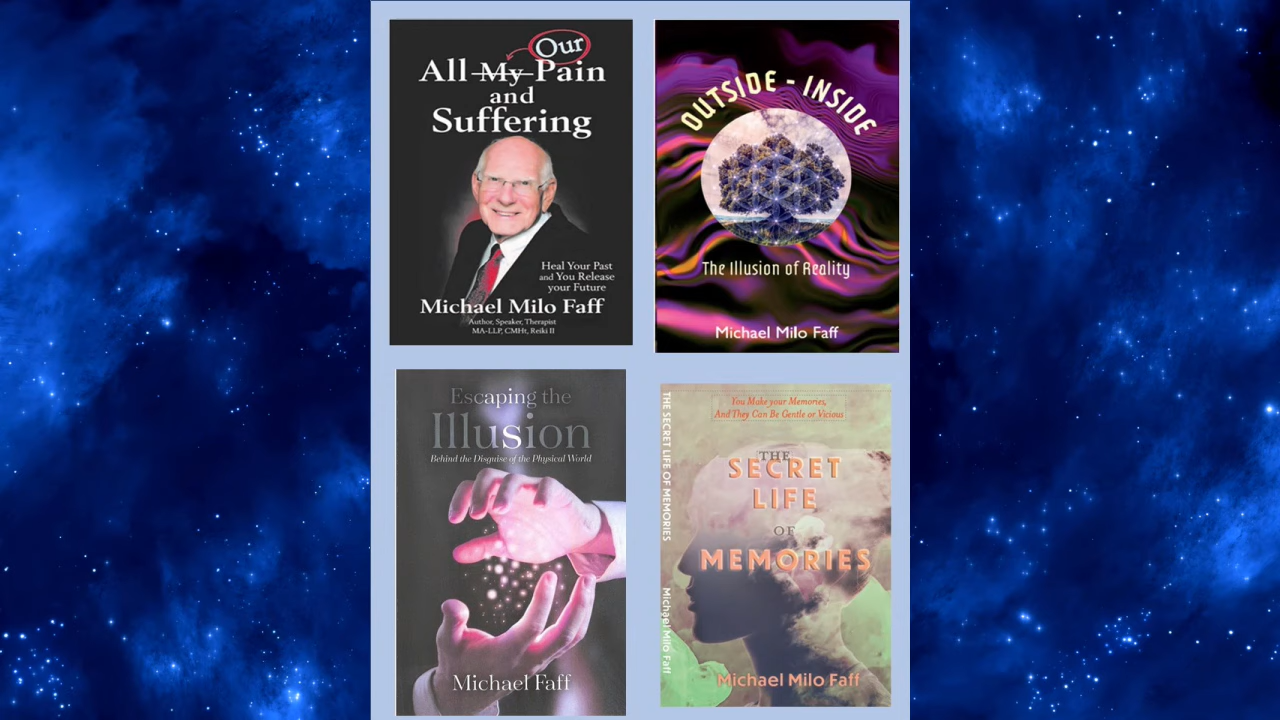 Our
All My Pain
and
Suffering
Heal Your Past
and You Release
your Future
Michael Milo Faff
Author, Speaker, Therapist
MA-LLP, CMHt, Reiki II
OUTSIDE - INSIDE
The Illusion of Reality
Michael Milo Faff
Escaping the
Illusion
Behind the Disguise of the Physical World
Michael Faff
THE SECRET LIFE OF MEMORIES
Michael Milo Faff
You Make your Memories,
And They Can Be Gentle or Vicious
THE
SECRET
LIFE
OF
MEMORIES
Michael Milo Faff